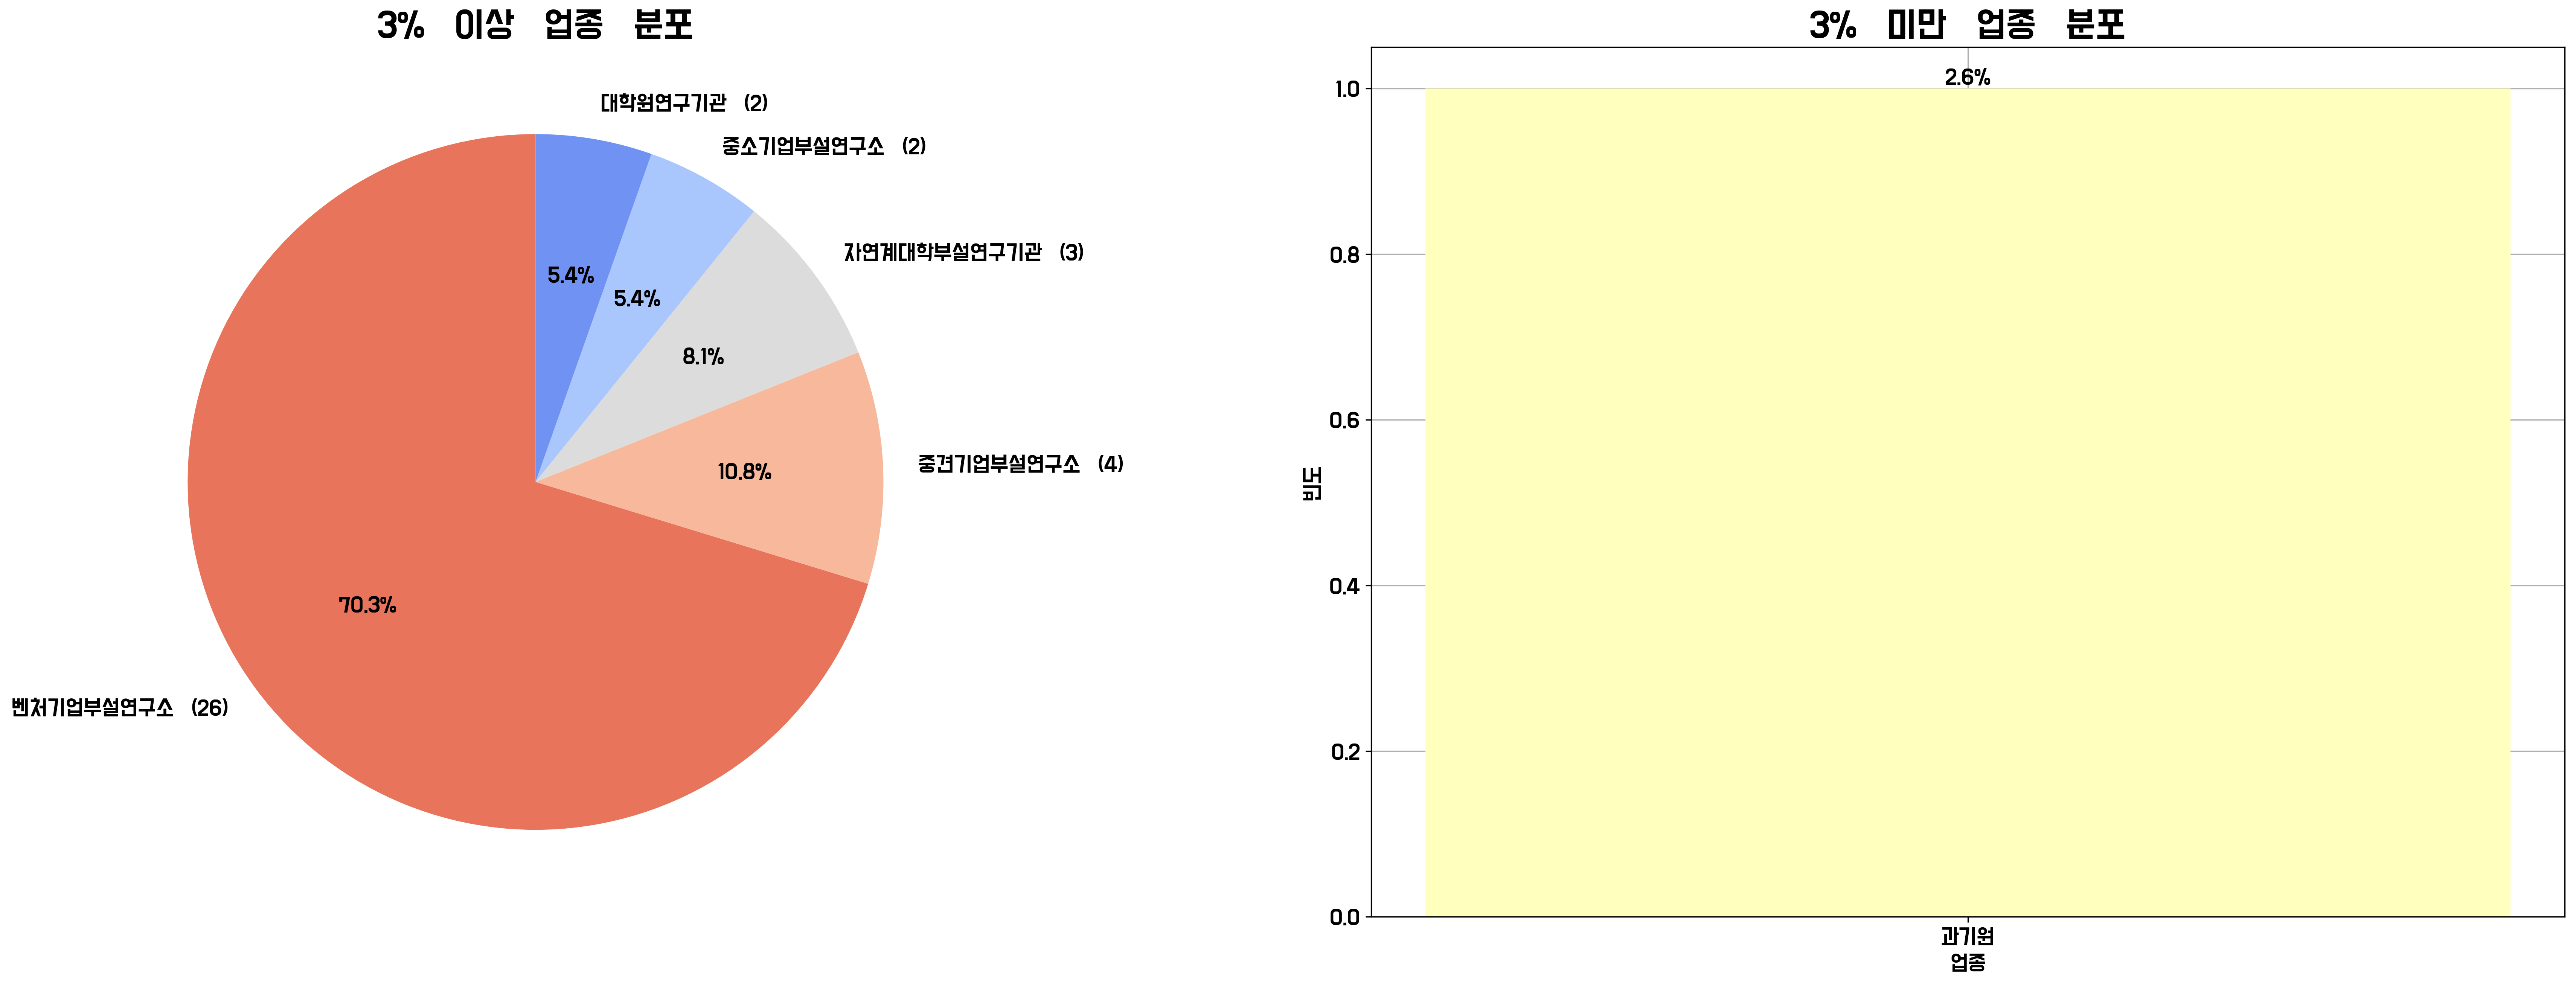 3% 이상 업종 분포
대학원연구기관 (2)
중소기업부설연구소 (2)
자연계대학부설연구기관 (3)
중견기업부설연구소 (4)
벤처기업부설연구소 (26)
5.4%
5.4%
8.1%
10.8%
70.3%
3% 미만 업종 분포
2.6%
1.0
0.8
0.6
0.4
0.2
0.0
빈도
과기원
업종